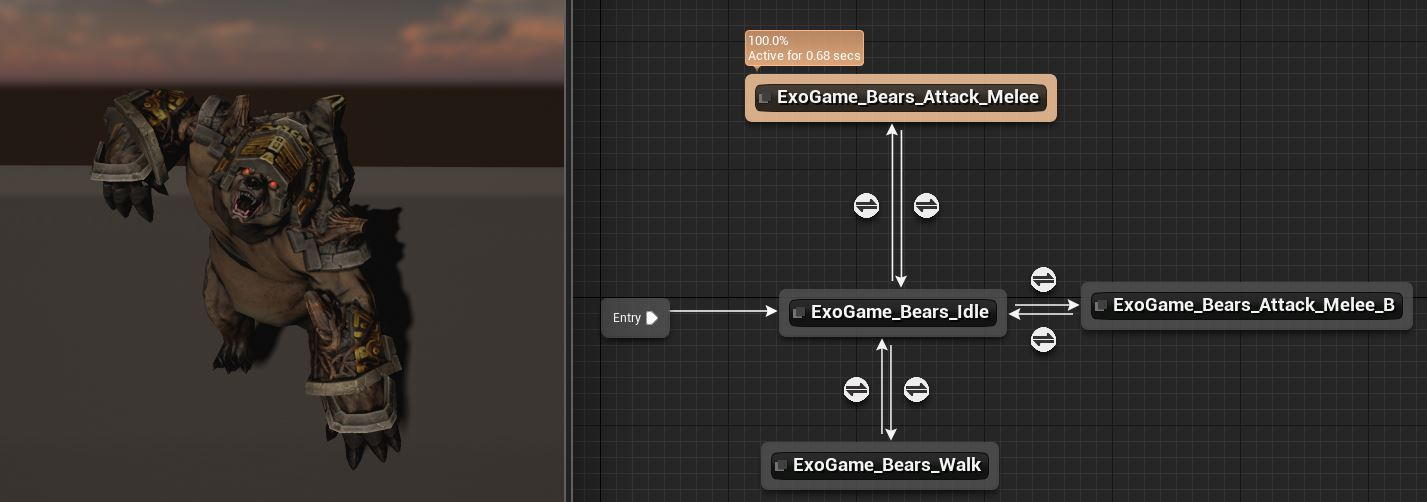 100.0%
Active for 0.68 secs
ExoGame_Bears_Attack_Melee
Entry
ExoGame_Bears_Idle
ExoGame_Bears_Attack_Melee_B
ExoGame_Bears_Walk